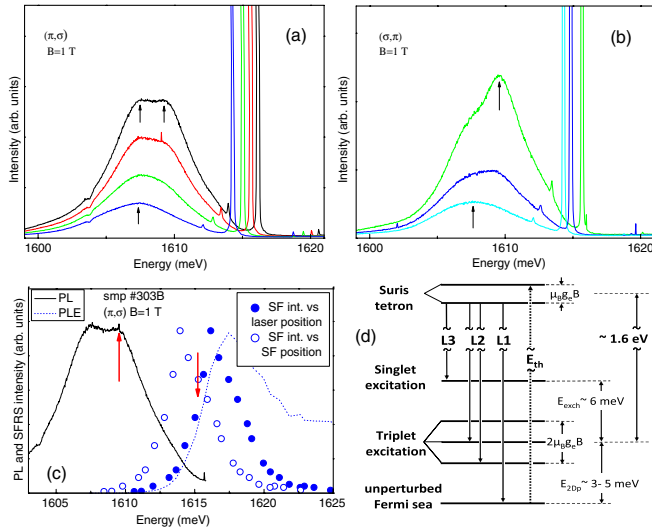 (π,σ)
B=1 T
(a)
Intensity (arb. units)
1600
1610
1620
Energy (meV)
(σ,π)
B=1 T
(b)
Intensity (arb. units)
1600
1610
1620
Energy (meV)
PL
PLE
smp #303B
(π,σ) B=1 T
SF int. vs
laser position
SF int. vs
SF position
(c)
PL and SFRS intensity (arb. units)
1605
1610
1615
1620
1625
Energy (meV)
Suris
tetron
μBgeB
(d)
L3
L2
L1
Eth
~ 1.6 eV
Singlet
excitation
Eexch~ 6 meV
Triplet
excitation
2μBgeB
E2Dp~ 3- 5 meV
unperturbed
Fermi sea